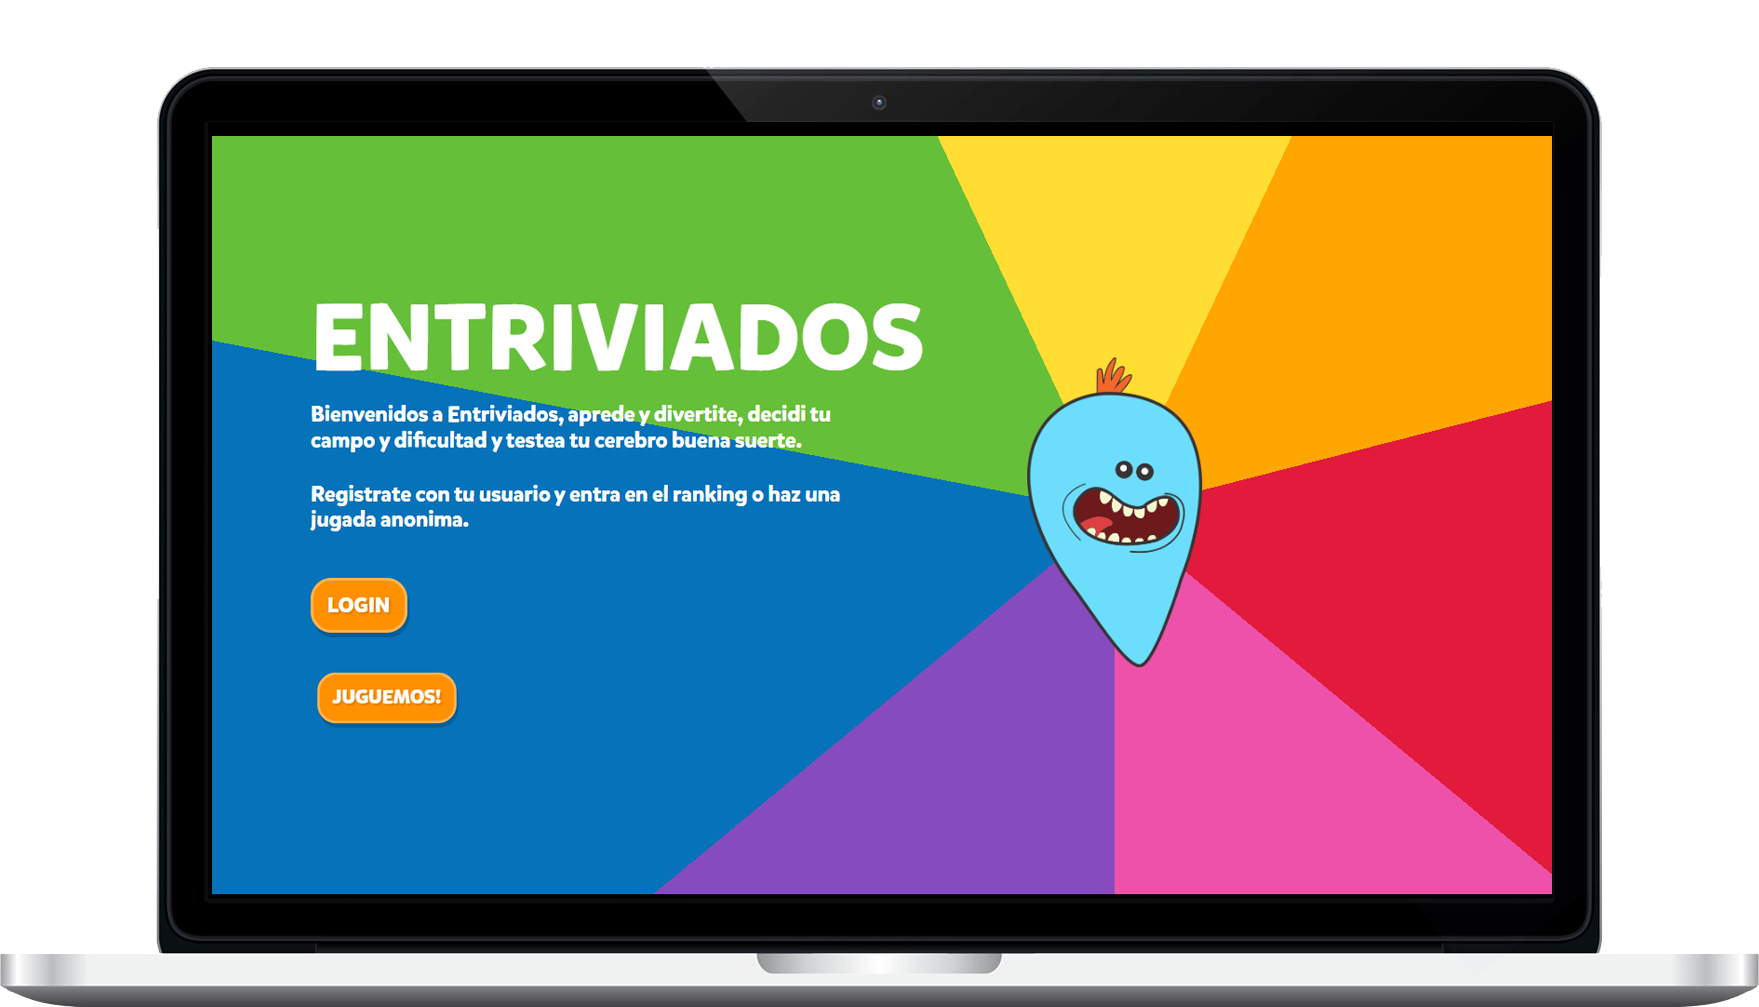 ENTRIVIADOS
Bienvenidos a Entriviados, aprede y divertite, decidi tu
campo y dificultad y testea tu cerebro buena suerte.
Registrate con tu usuario y entra en el ranking o haz una
jugada anonima.
LOGIN
JUGUEMOS!